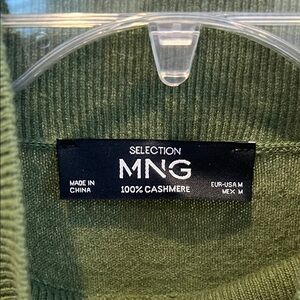 SELECTION
MNG
100% CASHMERE
MADE IN
CHINA
EUR-USA M
MEX M